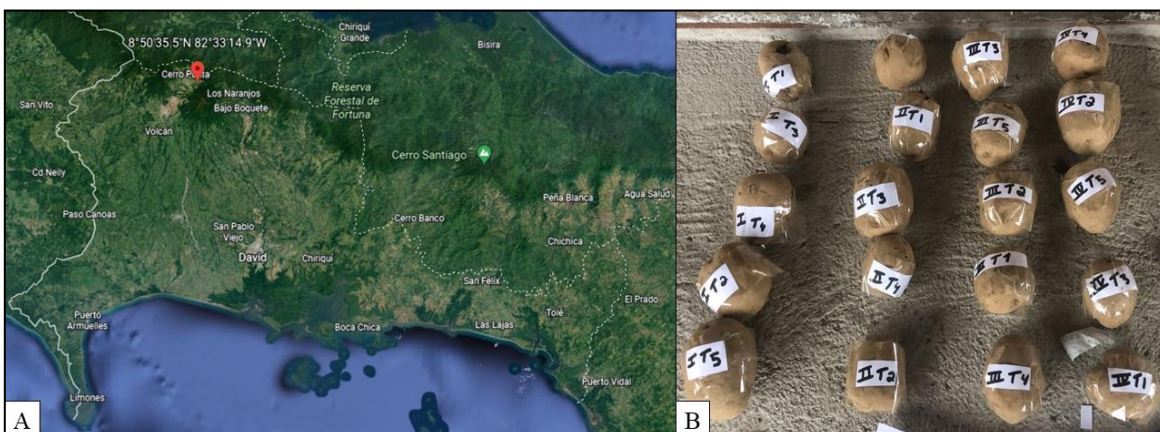 8°50'35.5"N 82°33'14.9"W
Chiriquí
Grande
Bisira
Cerro Punta
Los Naranjos
Bajo Boquete
Reserva
Forestal de
Fortuna
San Vito
Volcán
Cerro Santiago
Cd Neily
Peña Blanca
Agua Salud
Paso Canoas
San Pablo
Viejo
Cerro Banco
Chichica
David
Chiriquí
San Félix
El Prado
Puerto
Armuelles
Boca Chica
Las Lajas
Tolé
Puerto Vidal
Limones
A
I T1
III T3
IV T4
I T3
II T1
III T5
IV T2
I T4
II T3
III T2
IV T5
I T2
II T4
III T1
IV T3
I T5
II T2
III T4
IV T1
B